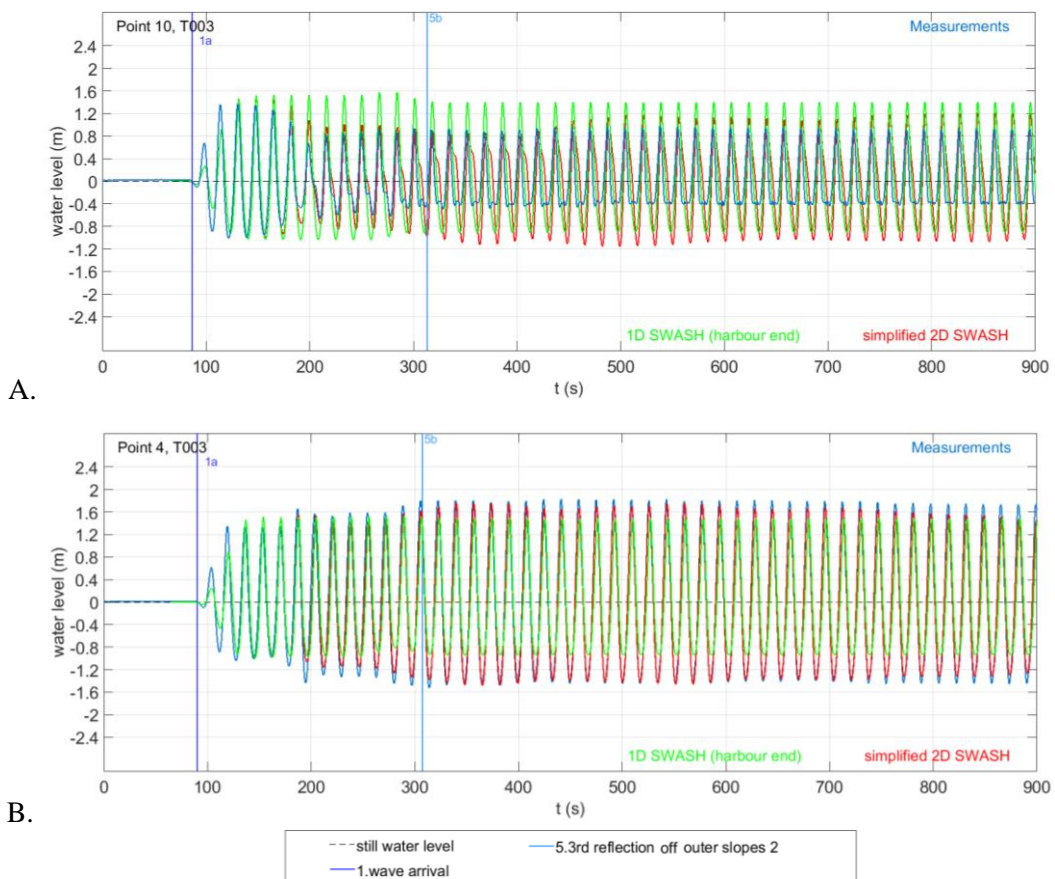 Point 10, T003
Measurements
1a
5b
2.4
2
1.6
1.2
0.8
0.4
0
-0.4
-0.8
-1.2
-1.6
-2
-2.4
water level (m)
1D SWASH (harbour end)
simplified 2D SWASH
0 100 200 300 400 500 600 700 800 900
t (s)
A.
Point 4, T003
Measurements
1a
5b
2.4
2
1.6
1.2
0.8
0.4
0
-0.4
-0.8
-1.2
-1.6
-2
-2.4
water level (m)
1D SWASH (harbour end)
simplified 2D SWASH
0 100 200 300 400 500 600 700 800 900
t (s)
B.
still water level
5.3rd reflection off outer slopes 2
1.wave arrival